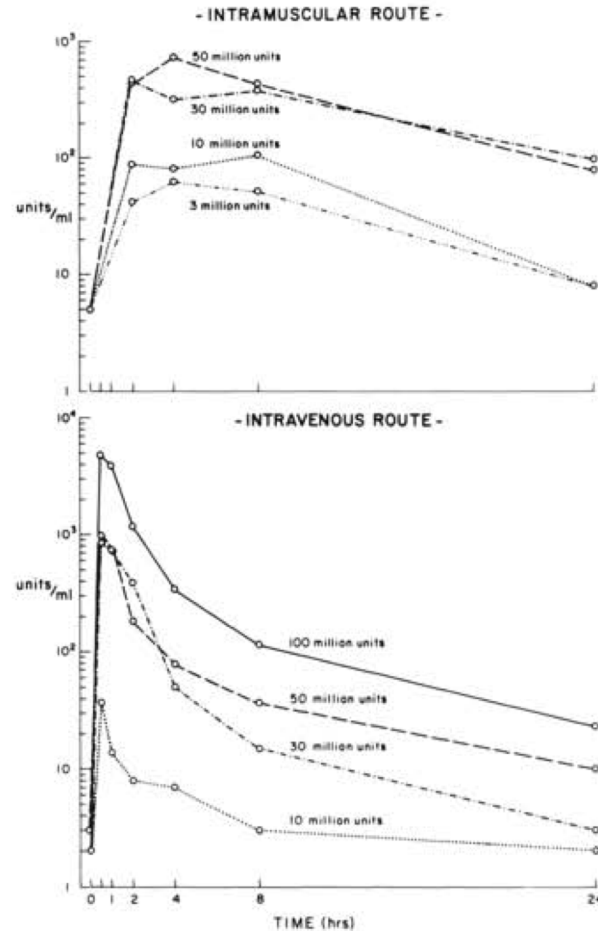 - INTRAMUSCULAR ROUTE -
10³
50 million units
30 million units
10 million units
10²
units/ml
3 million units
10
1
10⁴
- INTRAVENOUS ROUTE -
10³
units/ml
10²
100 million units
50 million units
30 million units
10
10 million units
1
0 1 2 4 8 24
TIME (hrs)